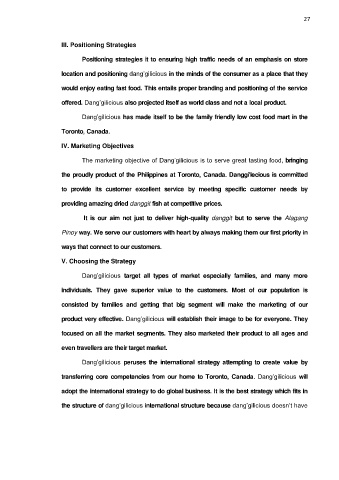 27
III. Positioning Strategies
Positioning strategies it to ensuring high traffic needs of an emphasis on store
location and positioning dang'gilicious in the minds of the consumer as a place that they
would enjoy eating fast food. This entails proper branding and positioning of the service
offered. Dang'gilicious also projected itself as world class and not a local product.
Dang'gilicious has made itself to be the family friendly low cost food mart in the
Toronto, Canada.
IV. Marketing Objectives
The marketing objective of Dang'gilicious is to serve great tasting food, bringing
the proudly product of the Philippines at Toronto, Canada. Danggi'lecious is committed
to provide its customer excellent service by meeting specific customer needs by
providing amazing dried danggit fish at competitive prices.
It is our aim not just to deliver high-quality danggit but to serve the Alagang
Pinoy way. We serve our customers with heart by always making them our first priority in
ways that connect to our customers.
V. Choosing the Strategy
Dang'gilicious target all types of market especially families, and many more
individuals. They gave superior value to the customers. Most of our population is
consisted by families and getting that big segment will make the marketing of our
product very effective. Dang'gilicious will establish their image to be for everyone. They
focused on all the market segments. They also marketed their product to all ages and
even travellers are their target market.
Dang'gilicious peruses the international strategy attempting to create value by
transferring core competencies from our home to Toronto, Canada. Dang'gilicious will
adopt the international strategy to do global business. It is the best strategy which fits in
the structure of dang'gilicious international structure because dang'gilicious doesn't have